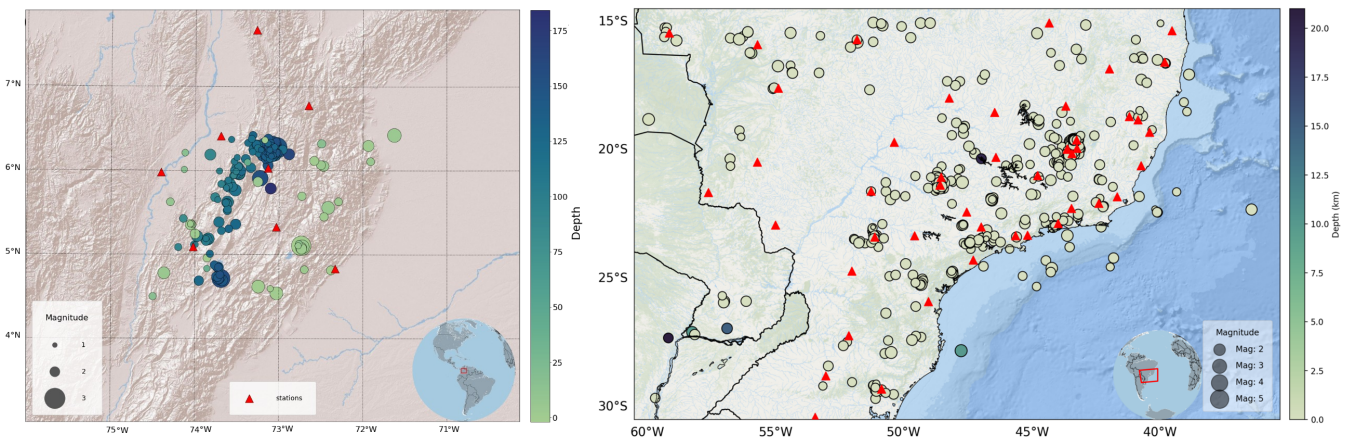 7°N
6°N
5°N
4°N
75°W
74°W
73°W
72°W
71°W
Magnitude
1
2
3
stations
175
150
125
100
75
50
25
0
Depth
15°S
20°S
25°S
30°S
60°W
55°W
50°W
45°W
40°W
Magnitude
Mag: 2
Mag: 3
Mag: 4
Mag: 5
20.0
17.5
15.0
12.5
10.0
7.5
5.0
2.5
0.0
Depth (km)